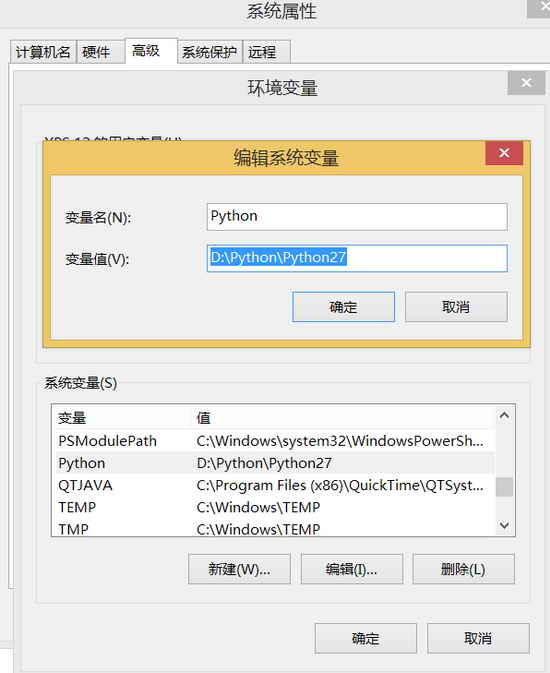 系统属性
计算机名 硬件 高级 系统保护 远程
环境变量
编辑系统变量
变量名(N): Python
变量值(V): D:\Python\Python27
确定 取消
系统变量(S)
变量 值
PSModulePath C:\Windows\system32\WindowsPowerSh...
Python D:\Python\Python27
QTJAVA C:\Program Files (x86)\QuickTime\QTSyst...
TEMP C:\Windows\TEMP
TMP C:\Windows\TEMP
新建(W)... 编辑(I)... 删除(L)
确定 取消